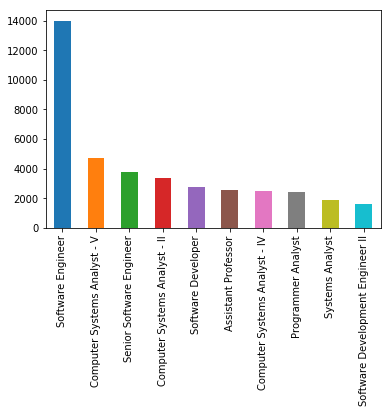 14000
12000
10000
8000
6000
4000
2000
0
Software Engineer
Computer Systems Analyst - V
Senior Software Engineer
Computer Systems Analyst - II
Software Developer
Assistant Professor
Computer Systems Analyst - IV
Programmer Analyst
Systems Analyst
Software Development Engineer II